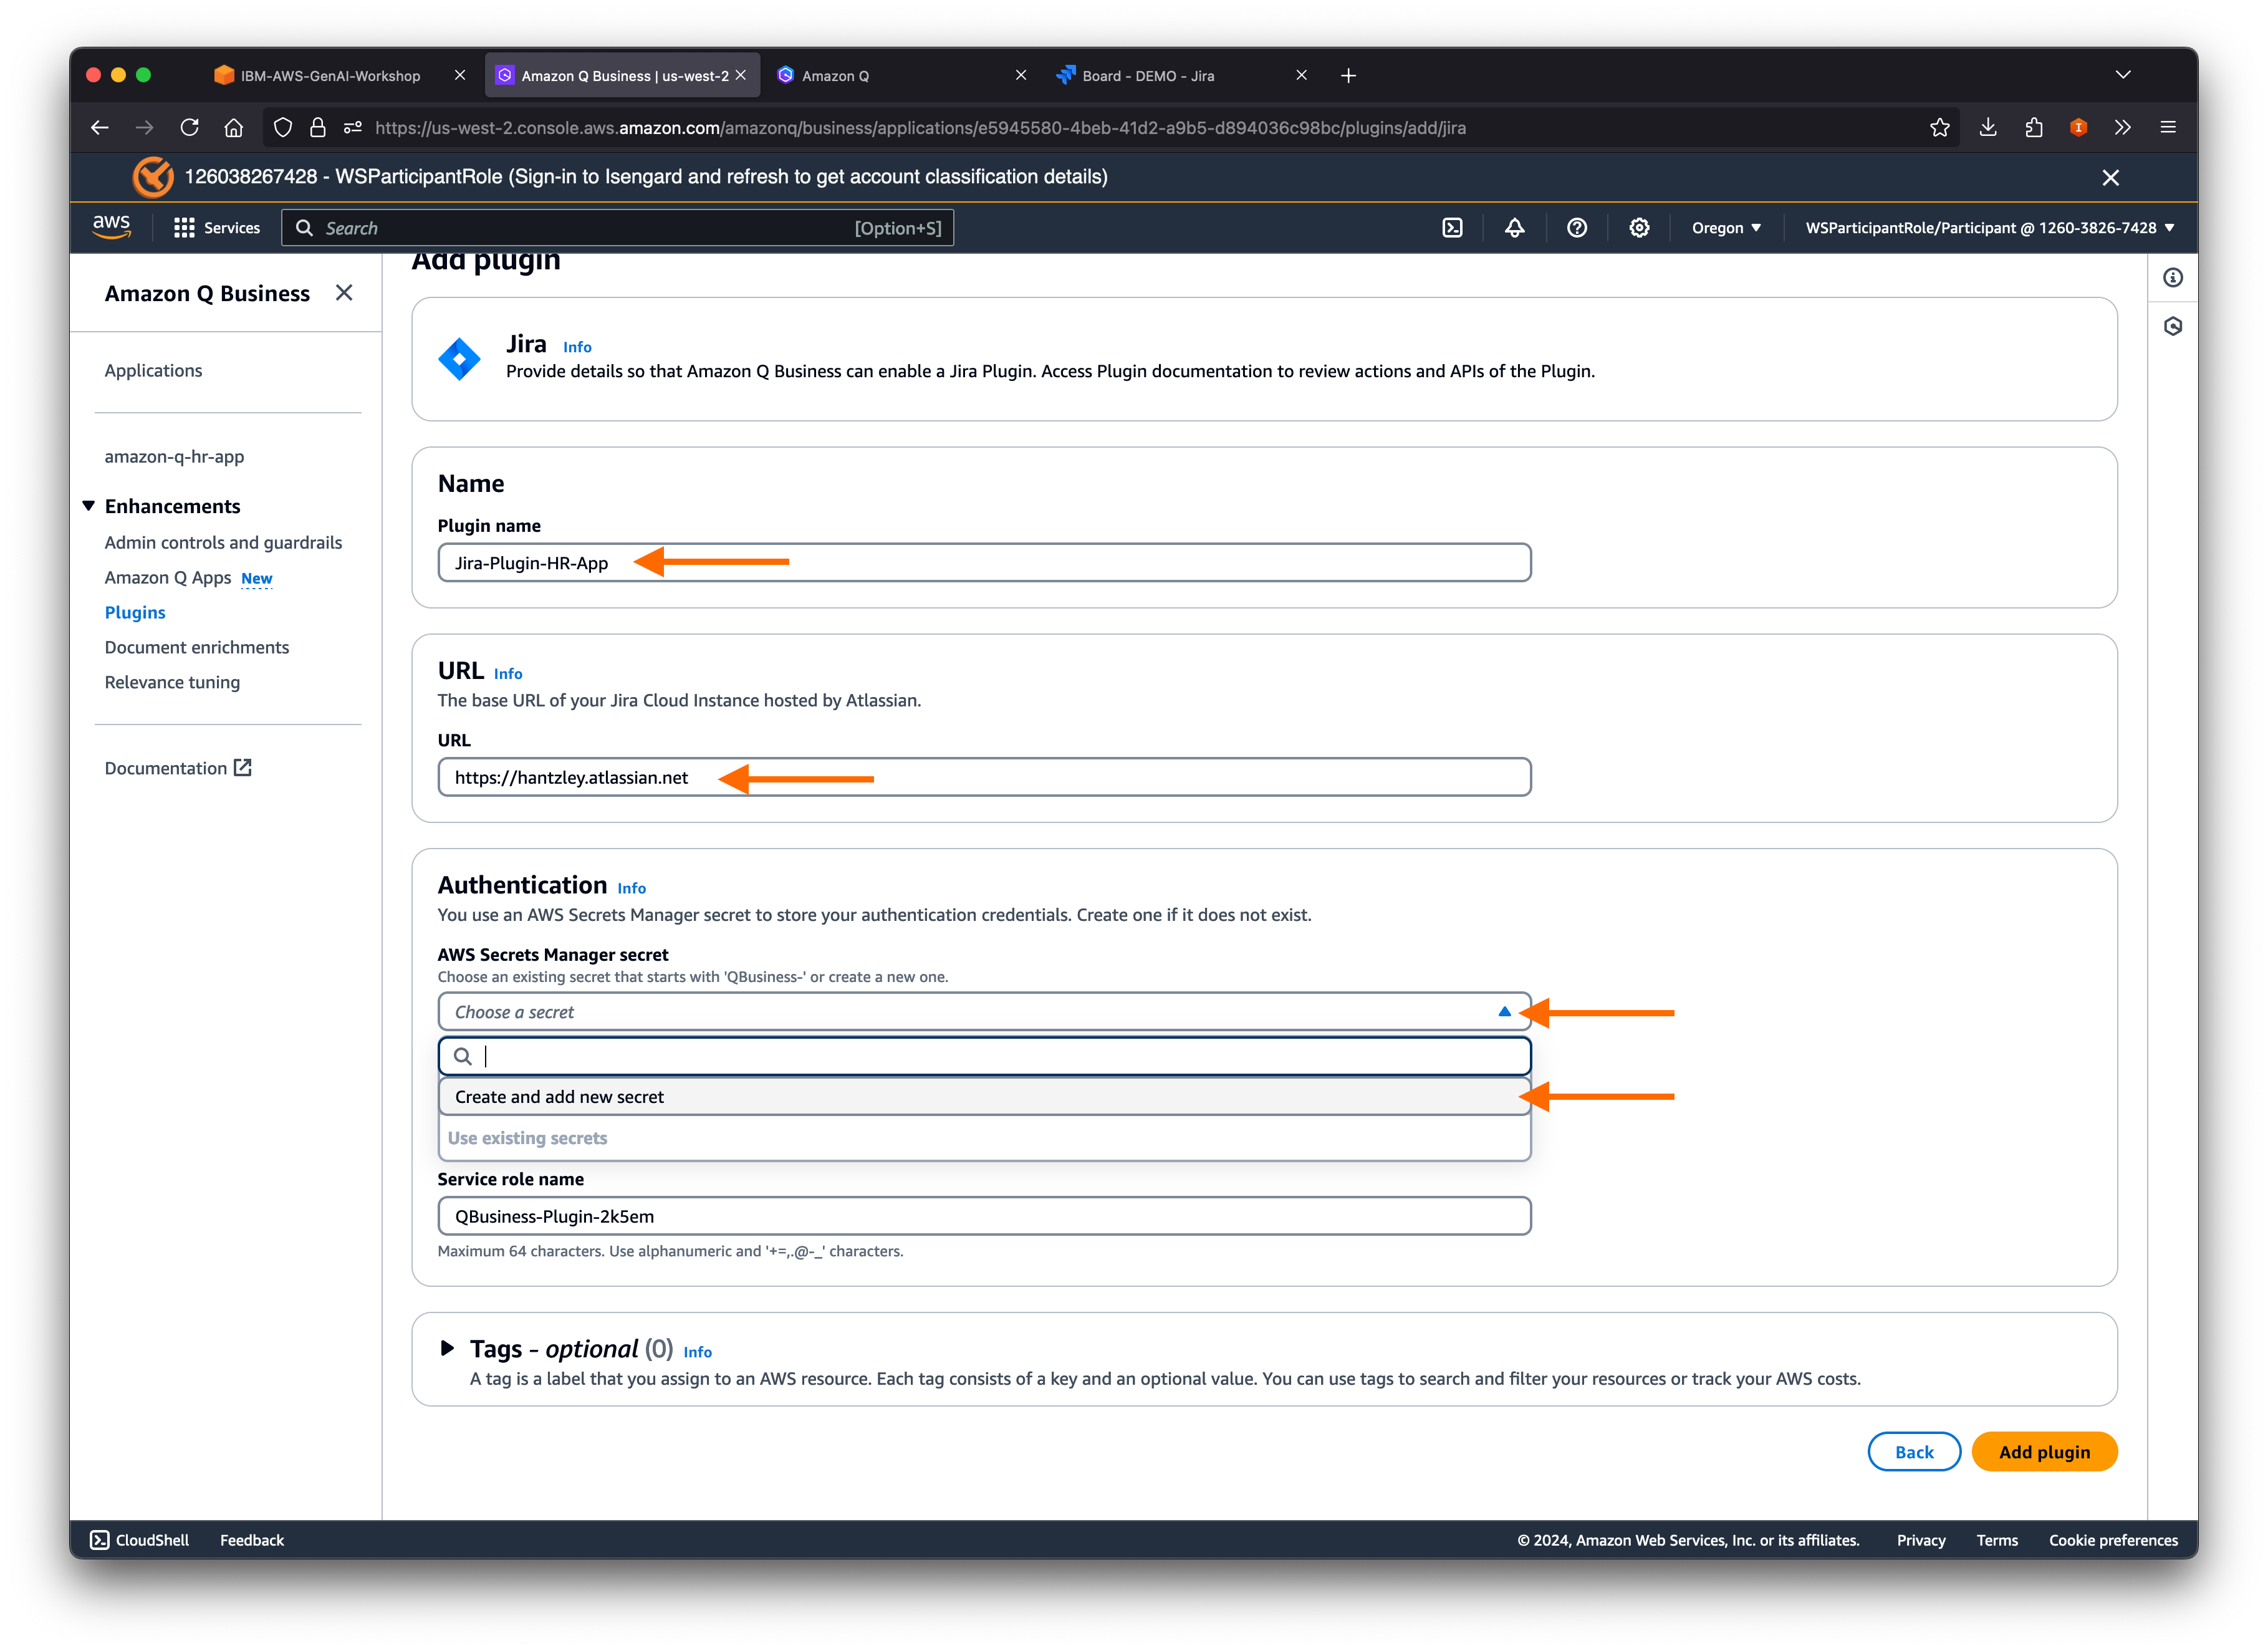 IBM-AWS-GenAI-Workshop
Amazon Q Business | us-west-2
Amazon Q
Board - DEMO - Jira
https://us-west-2.console.aws.amazon.com/amazonq/business/applications/e5945580-4beb-41d2-a9b5-d894036c98bc/plugins/add/jira
126038267428 - WSParticipantRole (Sign-in to Isengard and refresh to get account classification details)
aws
Services
Search
[Option+S]
Oregon
WSParticipantRole/Participant @ 1260-3826-7428
Amazon Q Business
Applications
amazon-q-hr-app
Enhancements
Admin controls and guardrails
Amazon Q Apps New
Plugins
Document enrichments
Relevance tuning
Documentation
Add plugin
Jira Info
Provide details so that Amazon Q Business can enable a Jira Plugin. Access Plugin documentation to review actions and APIs of the Plugin.
Name
Plugin name
Jira-Plugin-HR-App
URL Info
The base URL of your Jira Cloud Instance hosted by Atlassian.
URL
https://hantzley.atlassian.net
Authentication Info
You use an AWS Secrets Manager secret to store your authentication credentials. Create one if it does not exist.
AWS Secrets Manager secret
Choose an existing secret that starts with 'QBusiness-' or create a new one.
Choose a secret
Create and add new secret
Use existing secrets
Service role name
QBusiness-Plugin-2k5em
Maximum 64 characters. Use alphanumeric and '+=,.@-_' characters.
Tags - optional (0) Info
A tag is a label that you assign to an AWS resource. Each tag consists of a key and an optional value. You can use tags to search and filter your resources or track your AWS costs.
Back
Add plugin
CloudShell
Feedback
© 2024, Amazon Web Services, Inc. or its affiliates.
Privacy
Terms
Cookie preferences